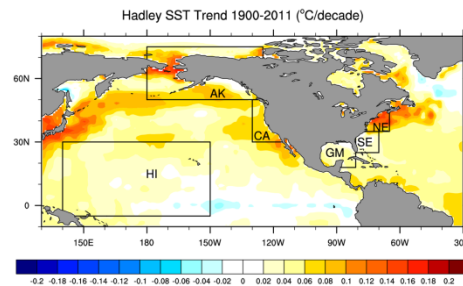 Hadley SST Trend 1900-2011 (°C/decade)
60N
30N
0
AK
CA
NE
SE
GM
HI
150E 180 150W 120W 90W 60W 30
-0.2 -0.18 -0.16 -0.14 -0.12 -0.1 -0.08 -0.06 -0.04 -0.02 0 0.02 0.04 0.06 0.08 0.1 0.12 0.14 0.16 0.18 0.2